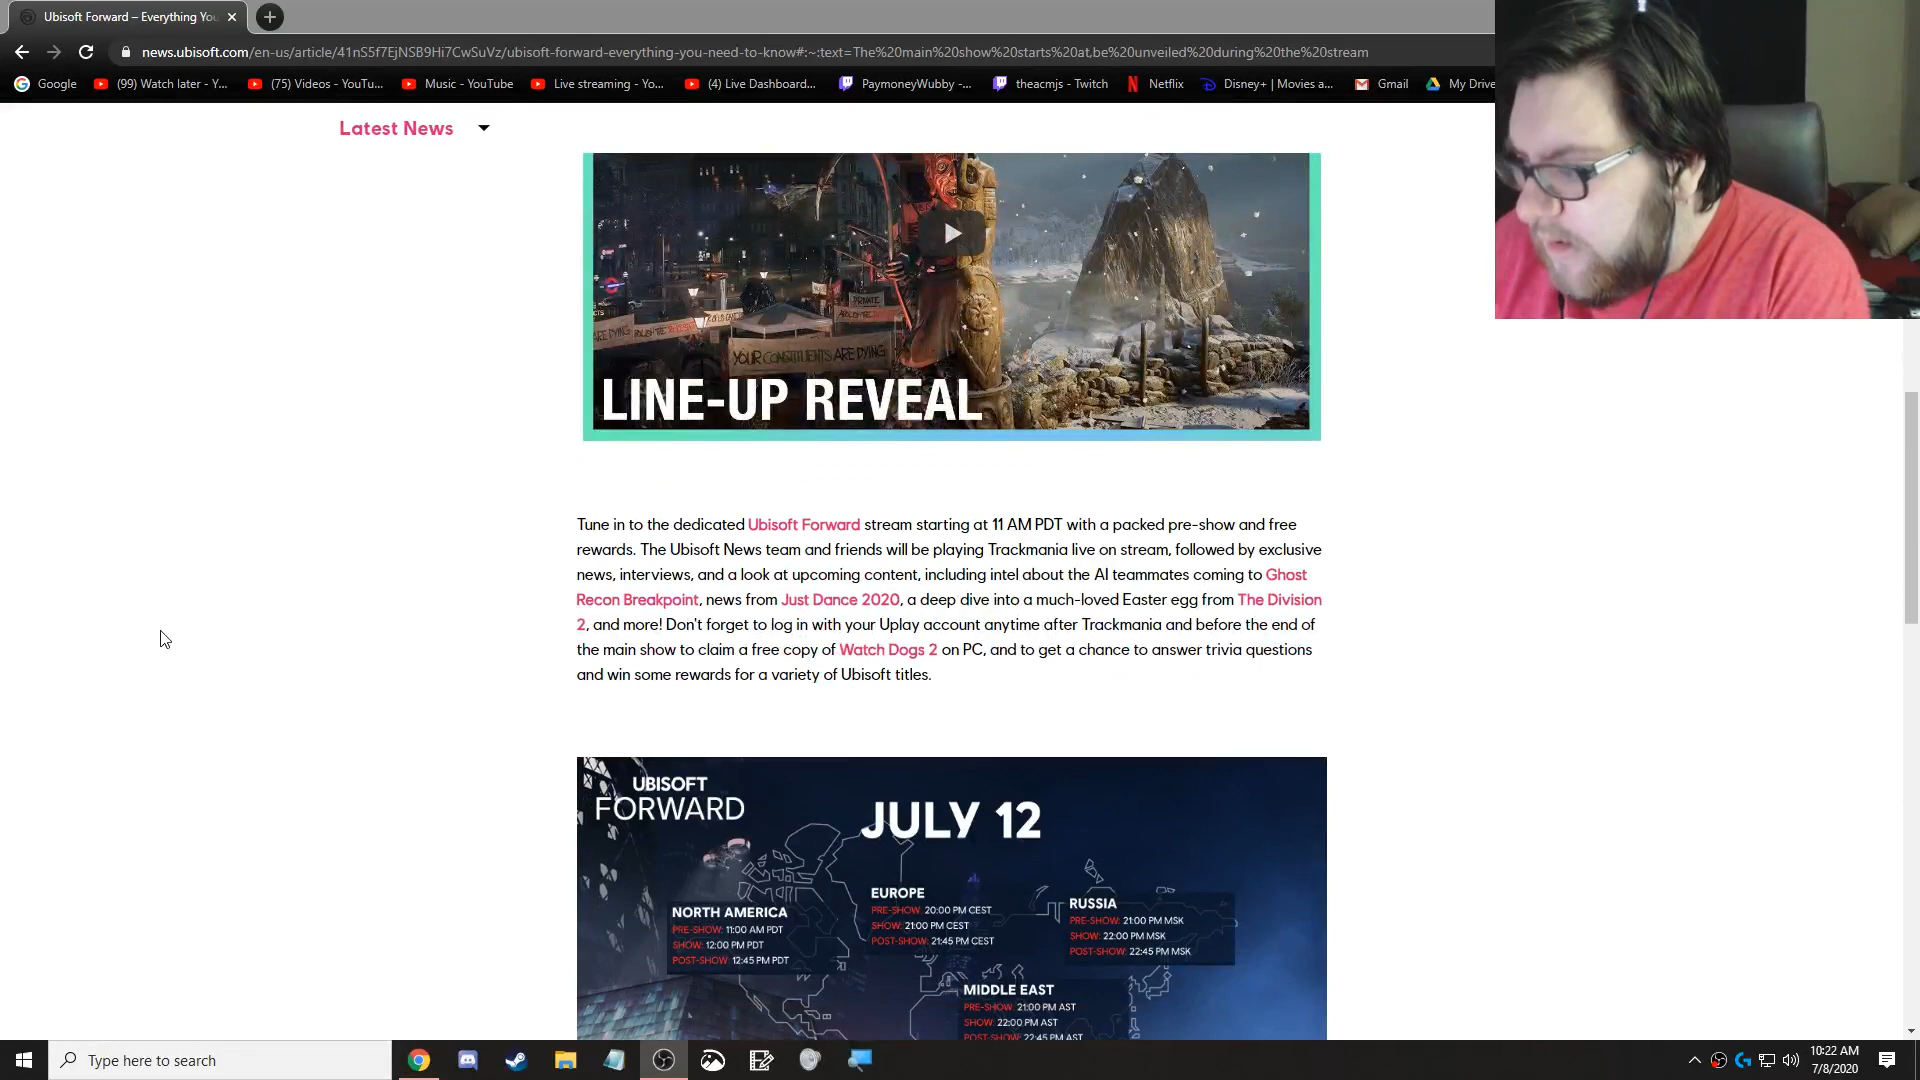 Ubisoft Forward – Everything You
news.ubisoft.com/en-us/article/41nS5f7EjNSB9Hi7CwSuVz/ubisoft-forward-everything-you-need-to-know#:~:text=The%20main%20show%20starts%20at,be%20unveiled%20during%20the%20stream
Google (99) Watch later - Y... (75) Videos - YouTu... Music - YouTube Live streaming - Yo... (4) Live Dashboard... PaymoneyWubby -... theacmjs - Twitch Netflix Disney+ | Movies a... Gmail My Drive
Latest News
PRIVATE
YOUR CONSTITUENTS ARE DYING
LINE-UP REVEAL
Tune in to the dedicated Ubisoft Forward stream starting at 11 AM PDT with a packed pre-show and free
rewards. The Ubisoft News team and friends will be playing Trackmania live on stream, followed by exclusive
news, interviews, and a look at upcoming content, including intel about the AI teammates coming to Ghost
Recon Breakpoint, news from Just Dance 2020, a deep dive into a much-loved Easter egg from The Division
2, and more! Don't forget to log in with your Uplay account anytime after Trackmania and before the end of
the main show to claim a free copy of Watch Dogs 2 on PC, and to get a chance to answer trivia questions
and win some rewards for a variety of Ubisoft titles.
UBISOFT
FORWARD
JULY 12
EUROPE
PRE-SHOW: 20:00 PM CEST
SHOW: 21:00 PM CEST
POST-SHOW: 21:45 PM CEST
RUSSIA
PRE-SHOW: 21:00 PM MSK
SHOW: 22:00 PM MSK
POST-SHOW: 22:45 PM MSK
NORTH AMERICA
PRE-SHOW: 11:00 AM PDT
SHOW: 12:00 PM PDT
POST-SHOW: 12:45 PM PDT
MIDDLE EAST
PRE-SHOW: 21:00 PM AST
SHOW: 22:00 PM AST
POST-SHOW: 22:45 PM AST
Type here to search
10:22 AM
7/8/2020